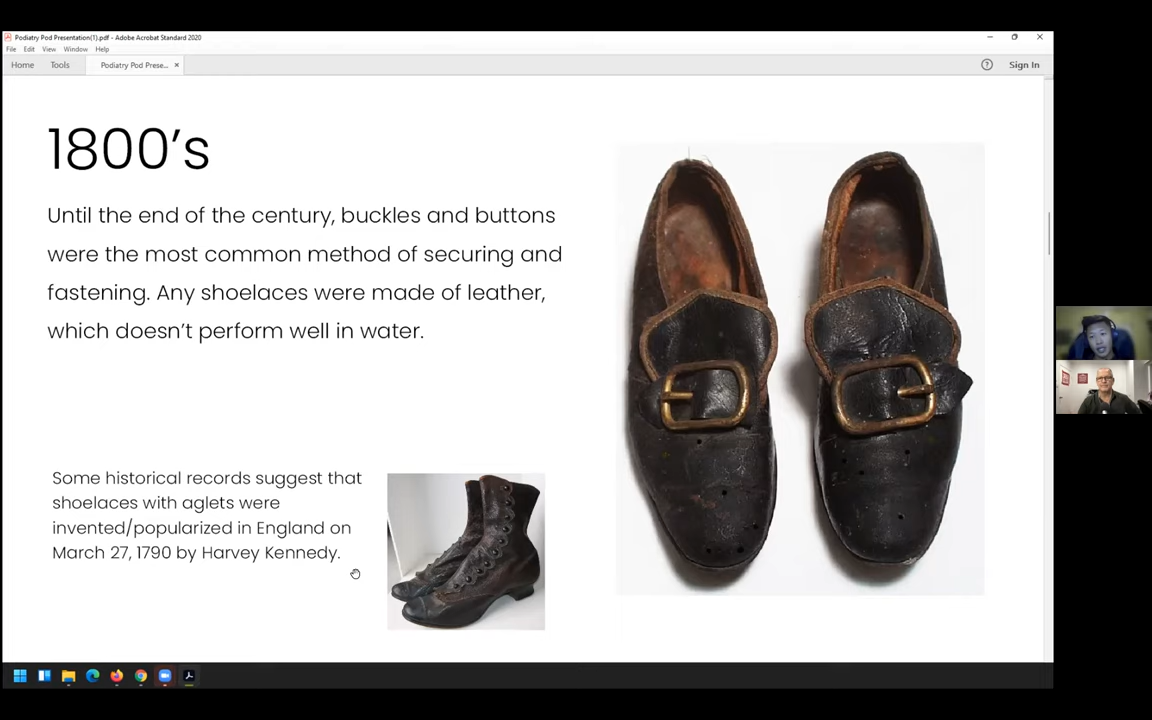 Podiatry Pod Presentation(1).pdf - Adobe Acrobat Standard 2020
File Edit View Window Help
Home Tools Podiatry Pod Prese... × Sign In
1800’s
Until the end of the century, buckles and buttons
were the most common method of securing and
fastening. Any shoelaces were made of leather,
which doesn’t perform well in water.
Some historical records suggest that
shoelaces with aglets were
invented/popularized in England on
March 27, 1790 by Harvey Kennedy.